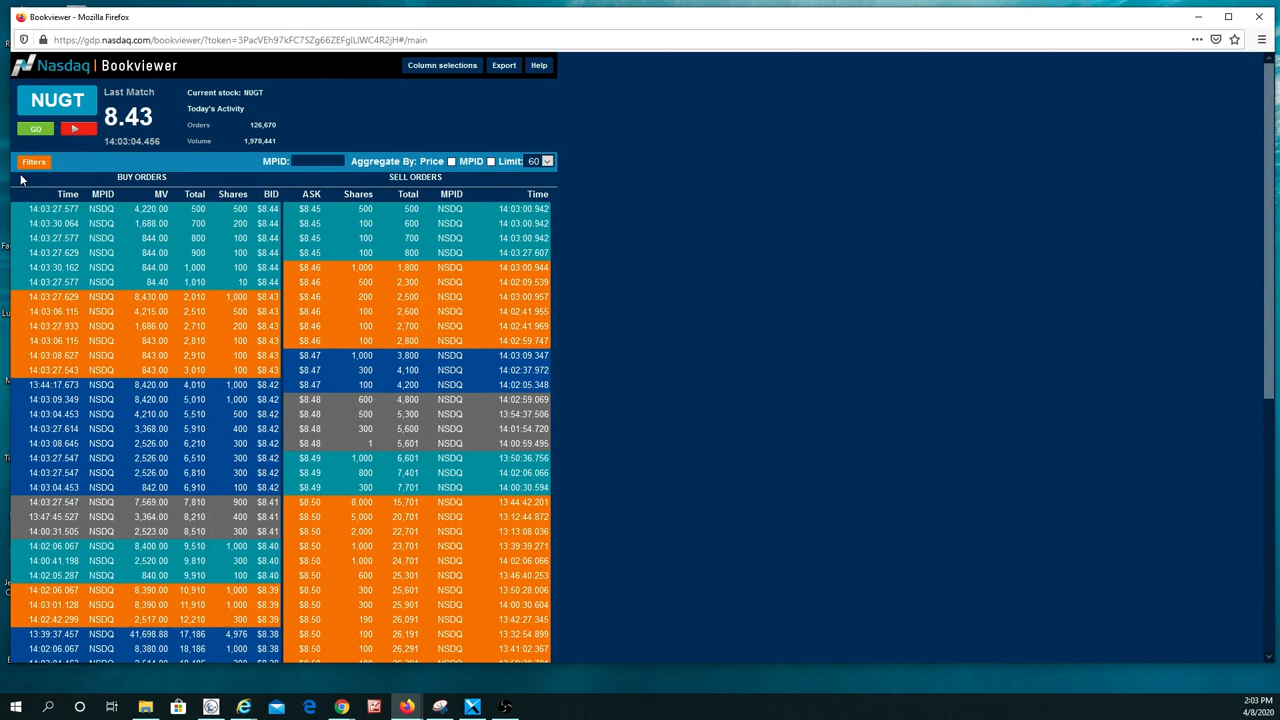 Bookviewer - Mozilla Firefox
https://gdp.nasdaq.com/bookviewer/?token=3PacVEh97kFC7SZg66ZEFglLlWC4R2jH#/main
Nasdaq | Bookviewer
Column selections Export Help
NUGT
Last Match
8.43
14:03:04.456
GO
Current stock: NUGT
Today's Activity
Orders 126,670
Volume 1,978,441
Filters MPID: Aggregate By: Price MPID Limit: 60
BUY ORDERS SELL ORDERS
Time MPID MV Total Shares BID ASK Shares Total MPID Time
14:03:27.577 NSDQ 4,220.00 500 500 $8.44 $8.45 500 500 NSDQ 14:03:00.942
14:03:30.064 NSDQ 1,688.00 700 200 $8.44 $8.45 100 600 NSDQ 14:03:00.942
14:03:27.577 NSDQ 844.00 800 100 $8.44 $8.45 100 700 NSDQ 14:03:00.942
14:03:27.629 NSDQ 844.00 900 100 $8.44 $8.45 100 800 NSDQ 14:03:27.607
14:03:30.162 NSDQ 844.00 1,000 100 $8.44 $8.46 1,000 1,800 NSDQ 14:03:00.944
14:03:27.577 NSDQ 84.40 1,010 10 $8.44 $8.46 500 2,300 NSDQ 14:02:09.539
14:03:27.629 NSDQ 8,430.00 2,010 1,000 $8.43 $8.46 200 2,500 NSDQ 14:03:00.957
14:03:06.115 NSDQ 4,215.00 2,510 500 $8.43 $8.46 100 2,600 NSDQ 14:02:41.955
14:03:27.933 NSDQ 1,686.00 2,710 200 $8.43 $8.46 100 2,700 NSDQ 14:02:41.969
14:03:06.115 NSDQ 843.00 2,810 100 $8.43 $8.46 100 2,800 NSDQ 14:02:59.747
14:03:08.627 NSDQ 843.00 2,910 100 $8.43 $8.47 1,000 3,800 NSDQ 14:03:09.347
14:03:27.543 NSDQ 843.00 3,010 100 $8.43 $8.47 300 4,100 NSDQ 14:02:37.972
13:44:17.673 NSDQ 8,420.00 4,010 1,000 $8.42 $8.47 100 4,200 NSDQ 14:02:05.348
14:03:09.349 NSDQ 8,420.00 5,010 1,000 $8.42 $8.48 600 4,800 NSDQ 14:02:59.069
14:03:04.453 NSDQ 4,210.00 5,510 500 $8.42 $8.48 500 5,300 NSDQ 13:54:37.506
14:03:27.614 NSDQ 3,368.00 5,910 400 $8.42 $8.48 300 5,600 NSDQ 14:01:54.720
14:03:08.645 NSDQ 2,526.00 6,210 300 $8.42 $8.48 1 5,601 NSDQ 14:00:59.495
14:03:27.547 NSDQ 2,526.00 6,510 300 $8.42 $8.49 1,000 6,601 NSDQ 13:50:36.756
14:03:27.547 NSDQ 2,526.00 6,810 300 $8.42 $8.49 800 7,401 NSDQ 14:02:06.066
14:03:04.453 NSDQ 842.00 6,910 100 $8.42 $8.49 300 7,701 NSDQ 14:00:30.594
14:03:27.547 NSDQ 7,569.00 7,810 900 $8.41 $8.50 8,000 15,701 NSDQ 13:44:42.201
13:47:45.527 NSDQ 3,364.00 8,210 400 $8.41 $8.50 5,000 20,701 NSDQ 13:12:44.872
14:00:31.505 NSDQ 2,523.00 8,510 300 $8.41 $8.50 2,000 22,701 NSDQ 13:13:08.036
14:02:06.067 NSDQ 8,400.00 9,510 1,000 $8.40 $8.50 1,000 23,701 NSDQ 13:39:39.271
14:00:41.198 NSDQ 2,520.00 9,810 300 $8.40 $8.50 1,000 24,701 NSDQ 14:02:06.066
14:02:05.287 NSDQ 840.00 9,910 100 $8.40 $8.50 600 25,301 NSDQ 13:46:40.253
14:02:06.067 NSDQ 8,390.00 10,910 1,000 $8.39 $8.50 300 25,601 NSDQ 13:50:28.006
14:03:01.128 NSDQ 8,390.00 11,910 1,000 $8.39 $8.50 300 25,901 NSDQ 14:00:30.604
14:02:42.299 NSDQ 2,517.00 12,210 300 $8.39 $8.50 190 26,091 NSDQ 13:42:27.345
13:39:37.457 NSDQ 41,698.88 17,186 4,976 $8.38 $8.50 100 26,191 NSDQ 13:32:54.899
14:02:06.067 NSDQ 8,380.00 18,186 1,000 $8.38 $8.50 100 26,291 NSDQ 13:41:02.367
2:03 PM
4/8/2020